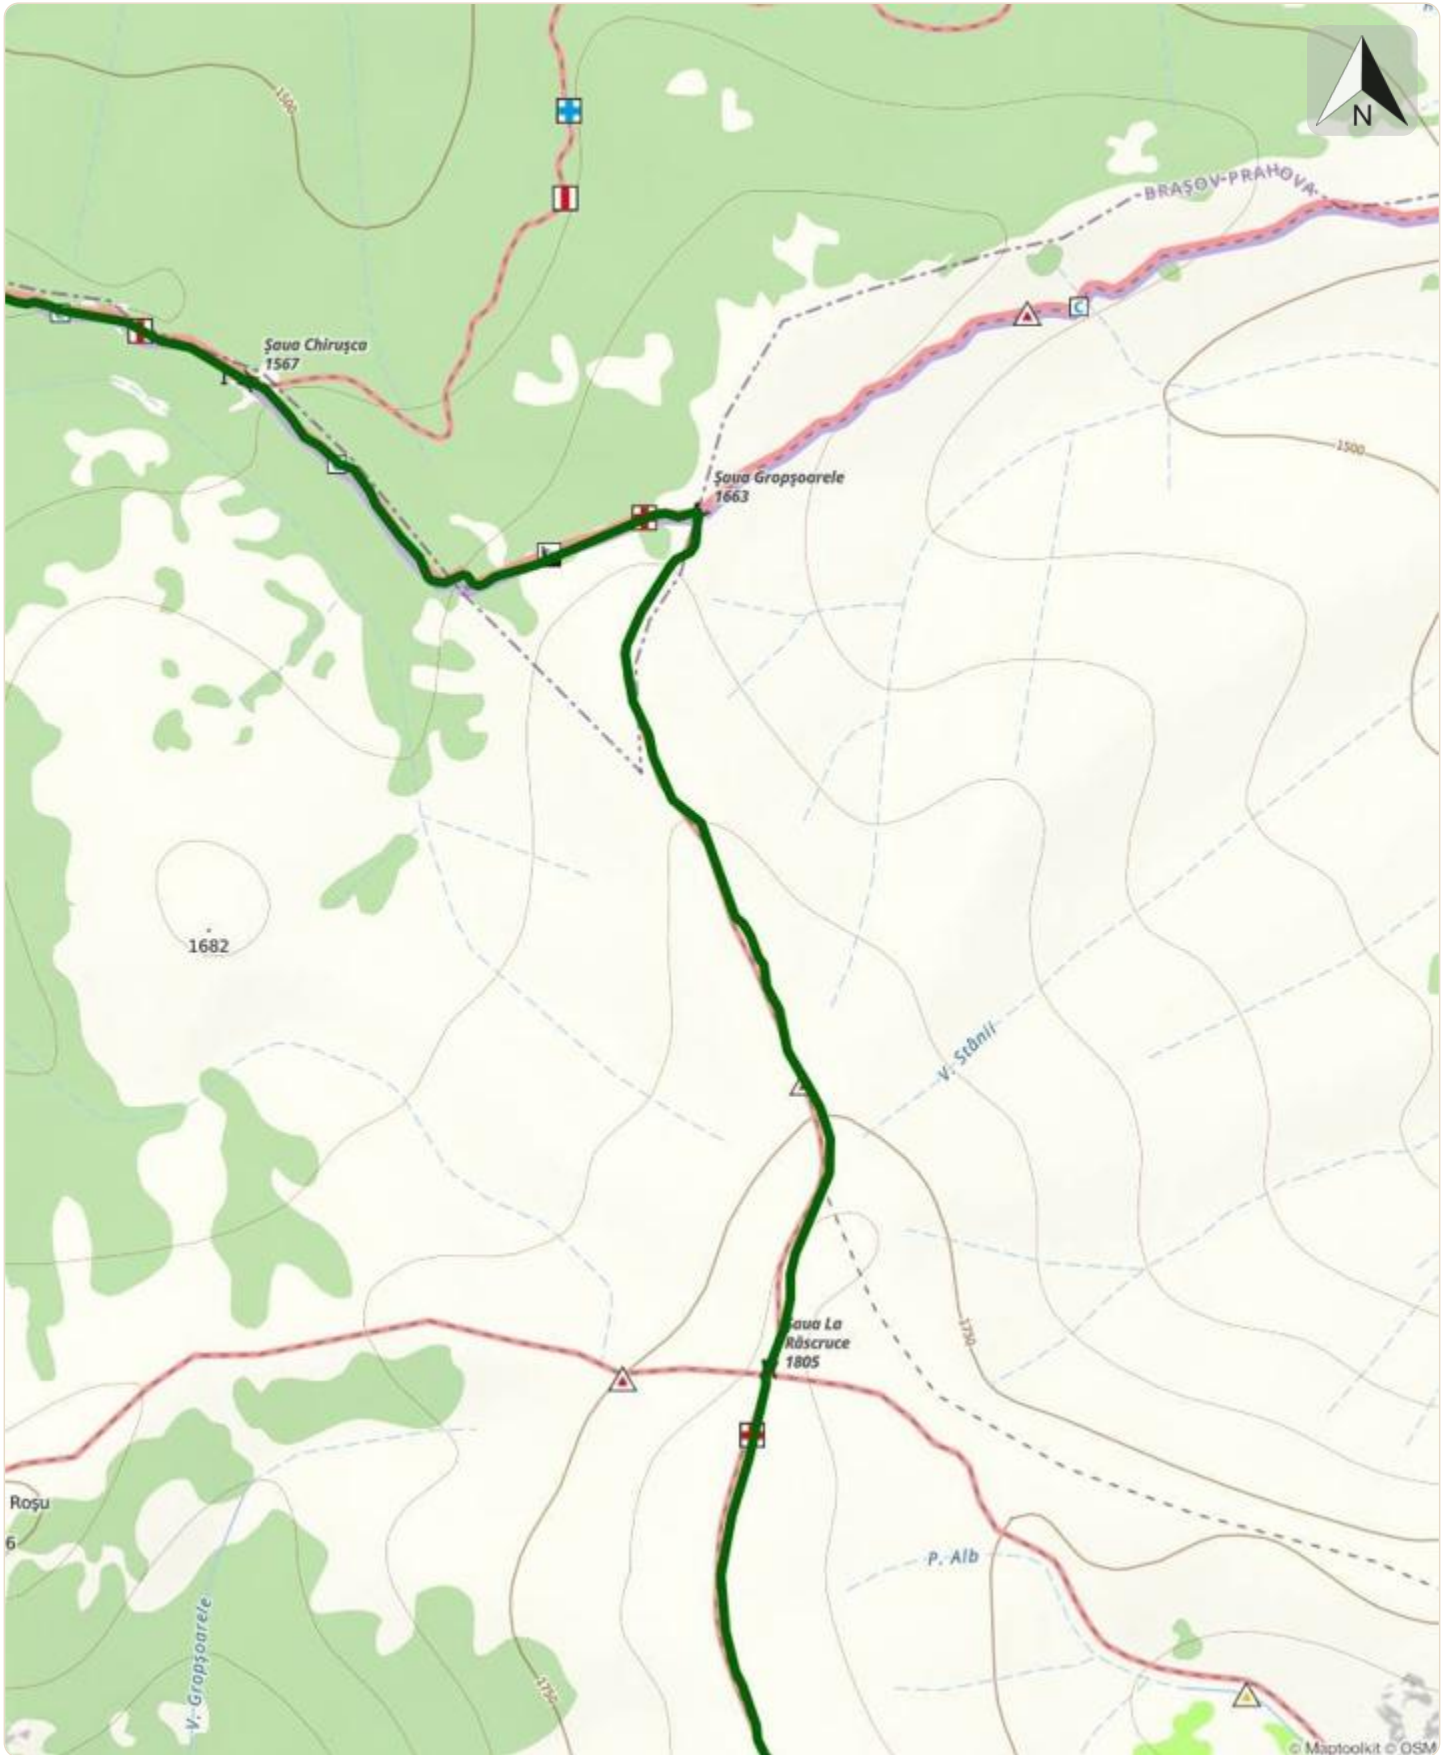 N
1500
BRAȘOV-PRAHOVA
Șaua Chirușca
1567
1500
Șaua Gropșoarele
1663
C
1682
V. Stânii
1750
Șaua La
Răscruce
1805
Roșu
6
P. Alb
V. Gropșoarele
1750
© Maptoolkit © OSM